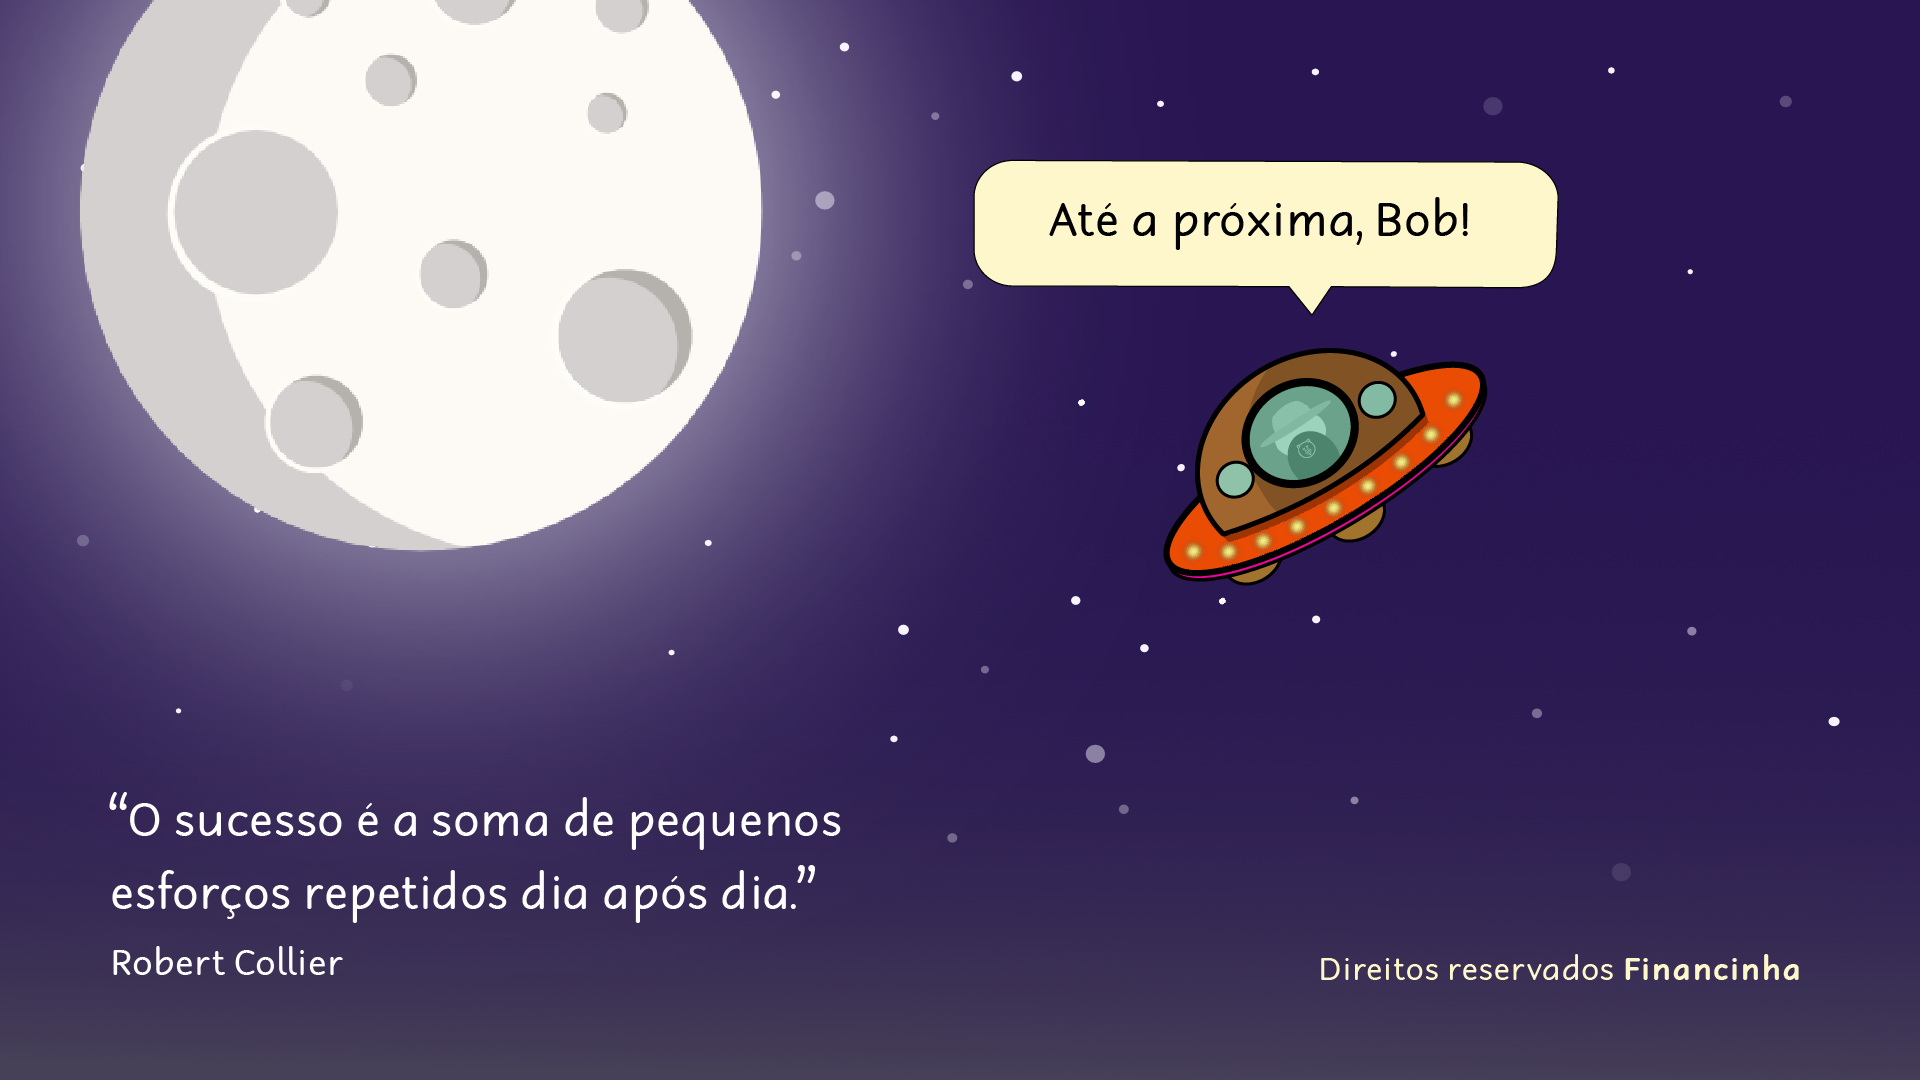 Até a próxima, Bob!
“O sucesso é a soma de pequenos
esforços repetidos dia após dia.”
Robert Collier
Direitos reservados Financinha